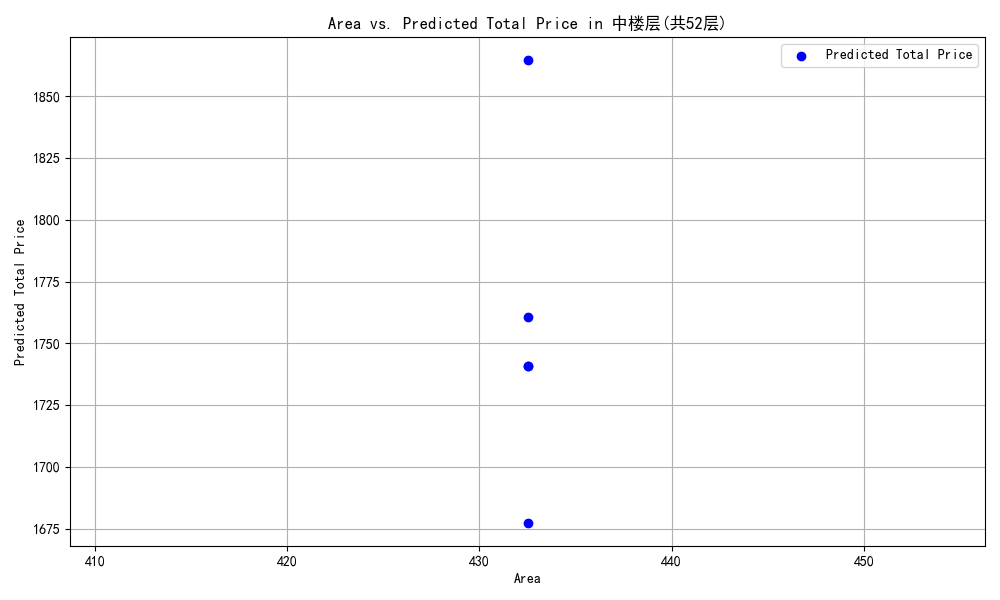 Area vs. Predicted Total Price in 中楼层(共52层)
Predicted Total Price
1850
1825
1800
1775
1750
1725
1700
1675
Predicted Total Price
410 420 430 440 450
Area